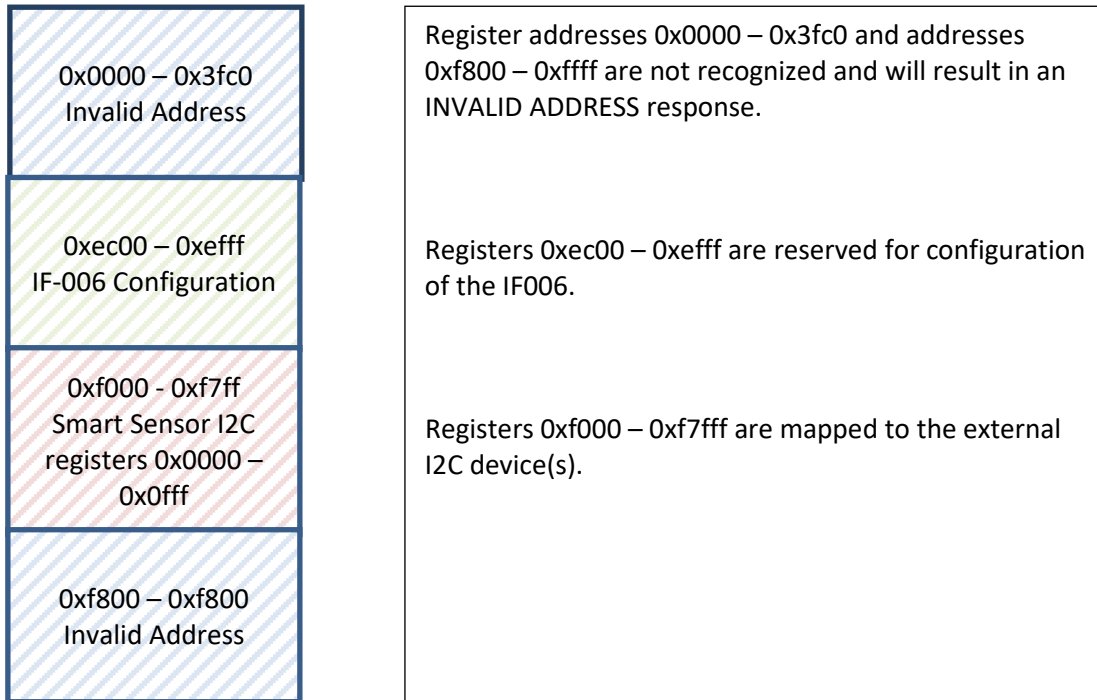 0x0000 – 0x3fc0
Invalid Address
Register addresses 0x0000 – 0x3fc0 and addresses
0xf800 – 0xffff are not recognized and will result in an
INVALID ADDRESS response.
0xec00 – 0xefff
IF-006 Configuration
Registers 0xec00 – 0xefff are reserved for configuration
of the IF006.
0xf000 - 0xf7ff
Smart Sensor I2C
registers 0x0000 –
0x0fff
Registers 0xf000 – 0xf7fff are mapped to the external
I2C device(s).
0xf800 – 0xf800
Invalid Address